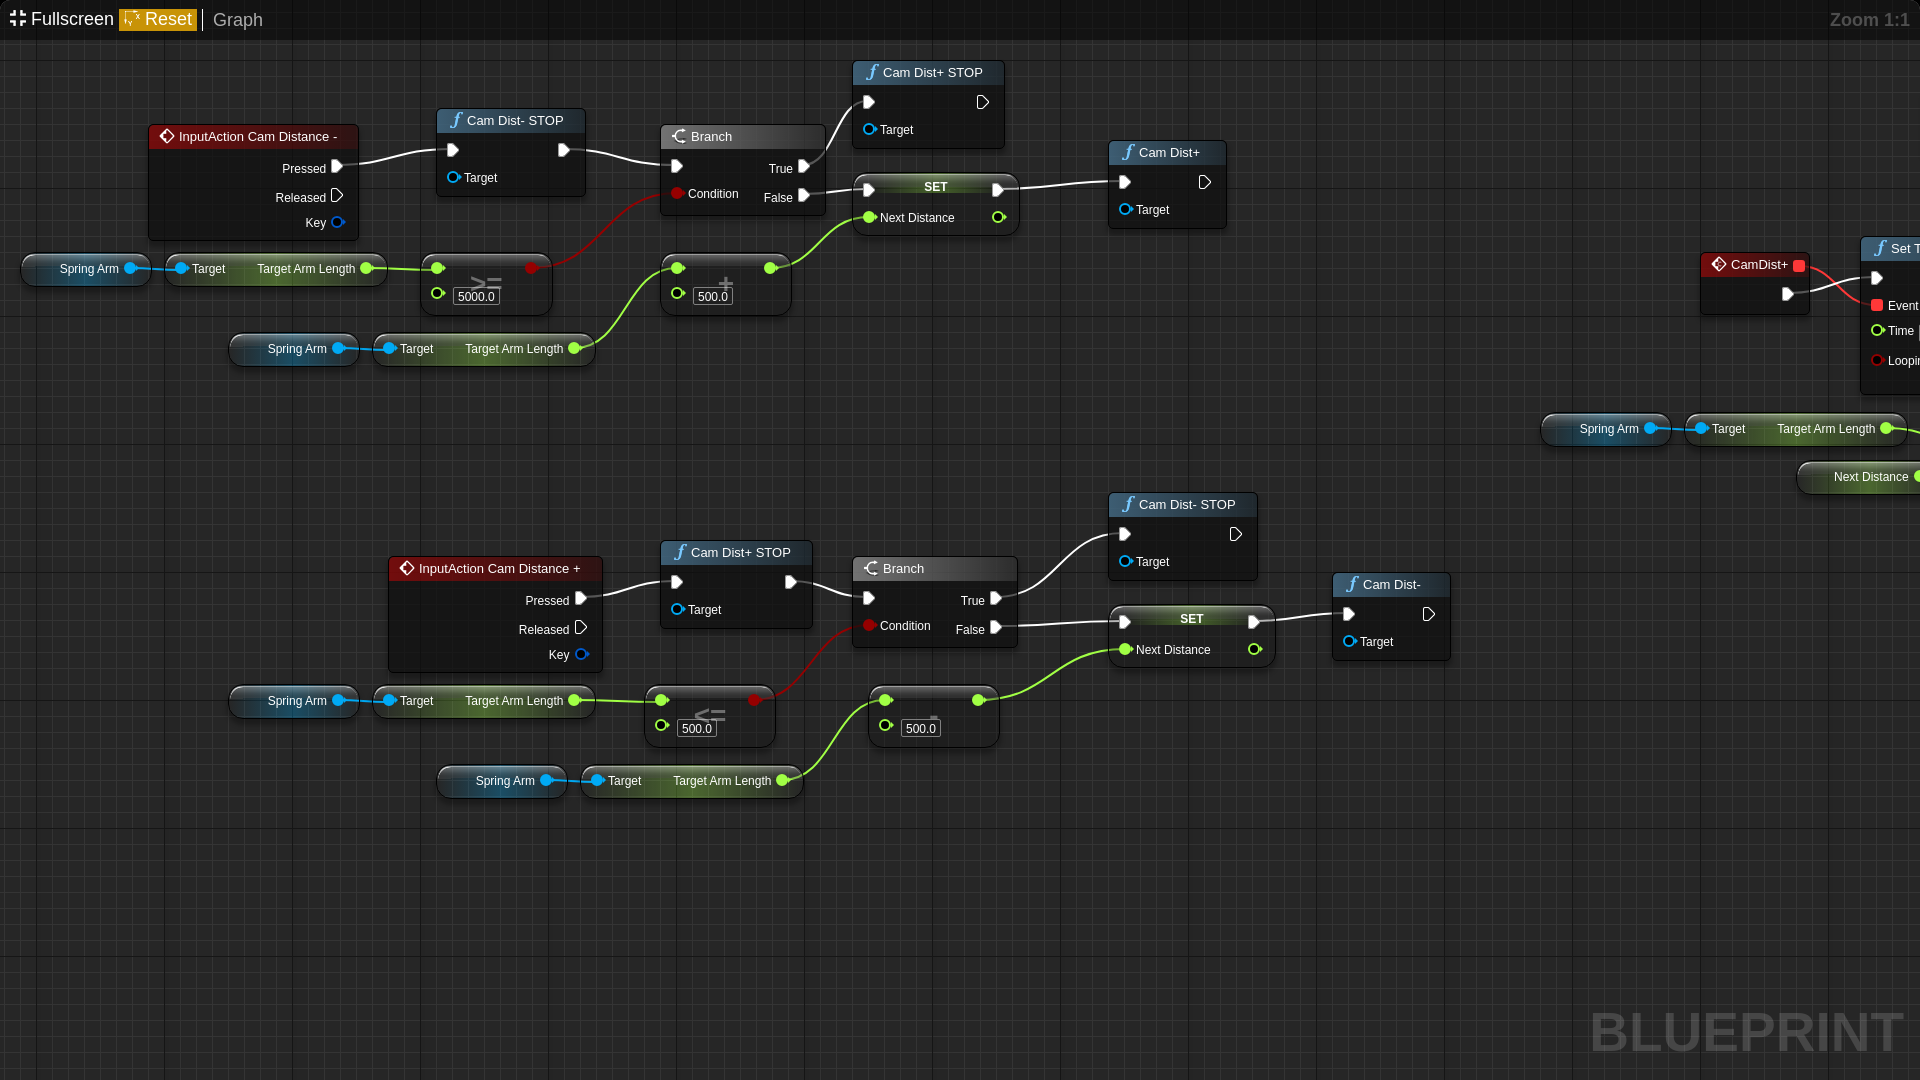 Fullscreen Reset Graph Zoom 1:1
Cam Dist+ STOP
Target
InputAction Cam Distance -
Pressed
Released
Key
Cam Dist- STOP
Target
Branch
True
Condition
False
SET
Next Distance
Cam Dist+
Target
Spring Arm
Target Target Arm Length
>=
5000.0
+
500.0
Spring Arm
Target Target Arm Length
CamDist+
Set T
Event
Time
Loopin
Spring Arm
Target Target Arm Length
Next Distance
Cam Dist- STOP
Target
InputAction Cam Distance +
Pressed
Released
Key
Cam Dist+ STOP
Target
Branch
True
Condition
False
SET
Next Distance
Cam Dist-
Target
Spring Arm
Target Target Arm Length
<=
500.0
-
500.0
Spring Arm
Target Target Arm Length
BLUEPRINT